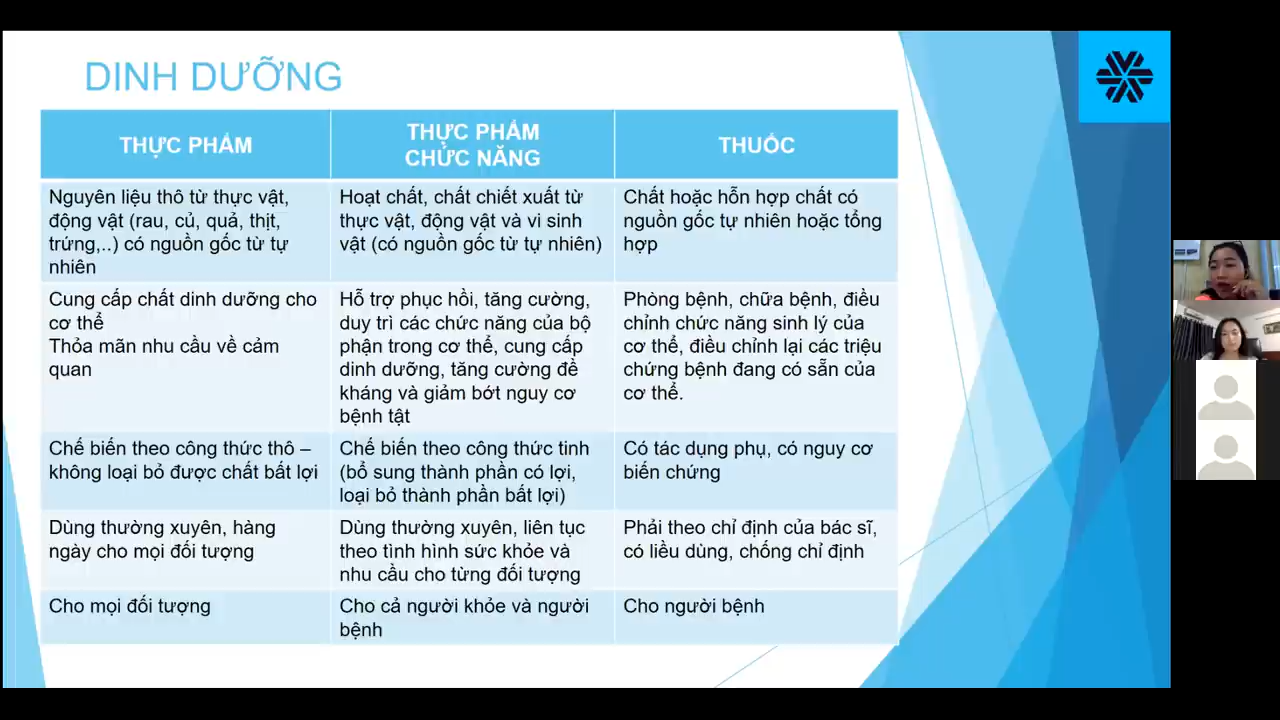 DINH DƯỠNG
THỰC PHẨM
THỰC PHẨM
CHỨC NĂNG
THUỐC
Nguyên liệu thô từ thực vật,
động vật (rau, củ, quả, thịt,
trứng,..) có nguồn gốc từ tự
nhiên
Hoạt chất, chất chiết xuất từ
thực vật, động vật và vi sinh
vật (có nguồn gốc từ tự nhiên)
Chất hoặc hỗn hợp chất có
nguồn gốc tự nhiên hoặc tổng
hợp
Cung cấp chất dinh dưỡng cho
cơ thể
Thỏa mãn nhu cầu về cảm
quan
Hỗ trợ phục hồi, tăng cường,
duy trì các chức năng của bộ
phận trong cơ thể, cung cấp
dinh dưỡng, tăng cường đề
kháng và giảm bớt nguy cơ
bệnh tật
Phòng bệnh, chữa bệnh, điều
chỉnh chức năng sinh lý của
cơ thể, điều chỉnh lại các triệu
chứng bệnh đang có sẵn của
cơ thể.
Chế biến theo công thức thô –
không loại bỏ được chất bất lợi
Chế biến theo công thức tinh
(bổ sung thành phần có lợi,
loại bỏ thành phần bất lợi)
Có tác dụng phụ, có nguy cơ
biến chứng
Dùng thường xuyên, hàng
ngày cho mọi đối tượng
Dùng thường xuyên, liên tục
theo tình hình sức khỏe và
nhu cầu cho từng đối tượng
Phải theo chỉ định của bác sĩ,
có liều dùng, chống chỉ định
Cho mọi đối tượng
Cho cả người khỏe và người
bệnh
Cho người bệnh